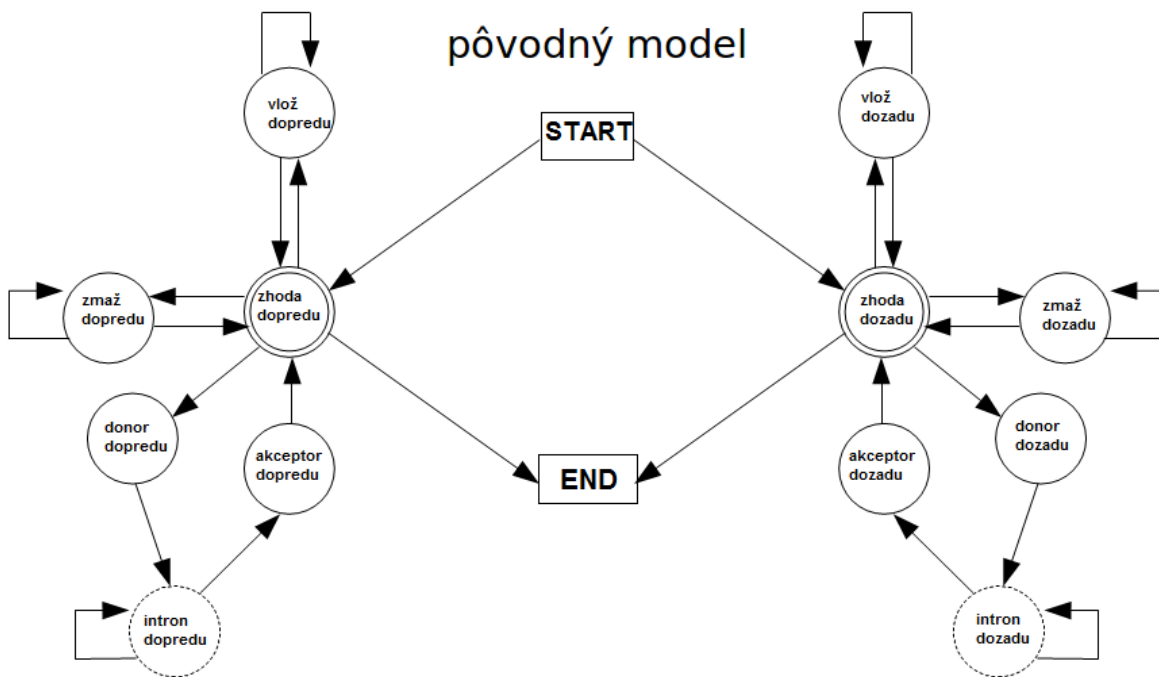 pôvodný model
vlož
dopredu
vlož
dozadu
START
zmaž
dopredu
zhoda
dopredu
zhoda
dozadu
zmaž
dozadu
donor
dopredu
akceptor
dopredu
END
akceptor
dozadu
donor
dozadu
intron
dopredu
intron
dozadu